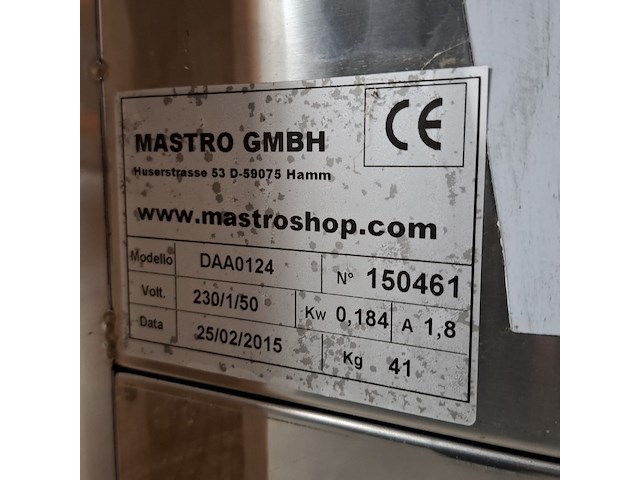 CE
MASTRO GMBH
Huserstrasse 53 D-59075 Hamm
www.mastroshop.com
Modello DAA0124 N° 150461
Volt. 230/1/50 Kw 0,184 A 1,8
Data 25/02/2015 Kg 41